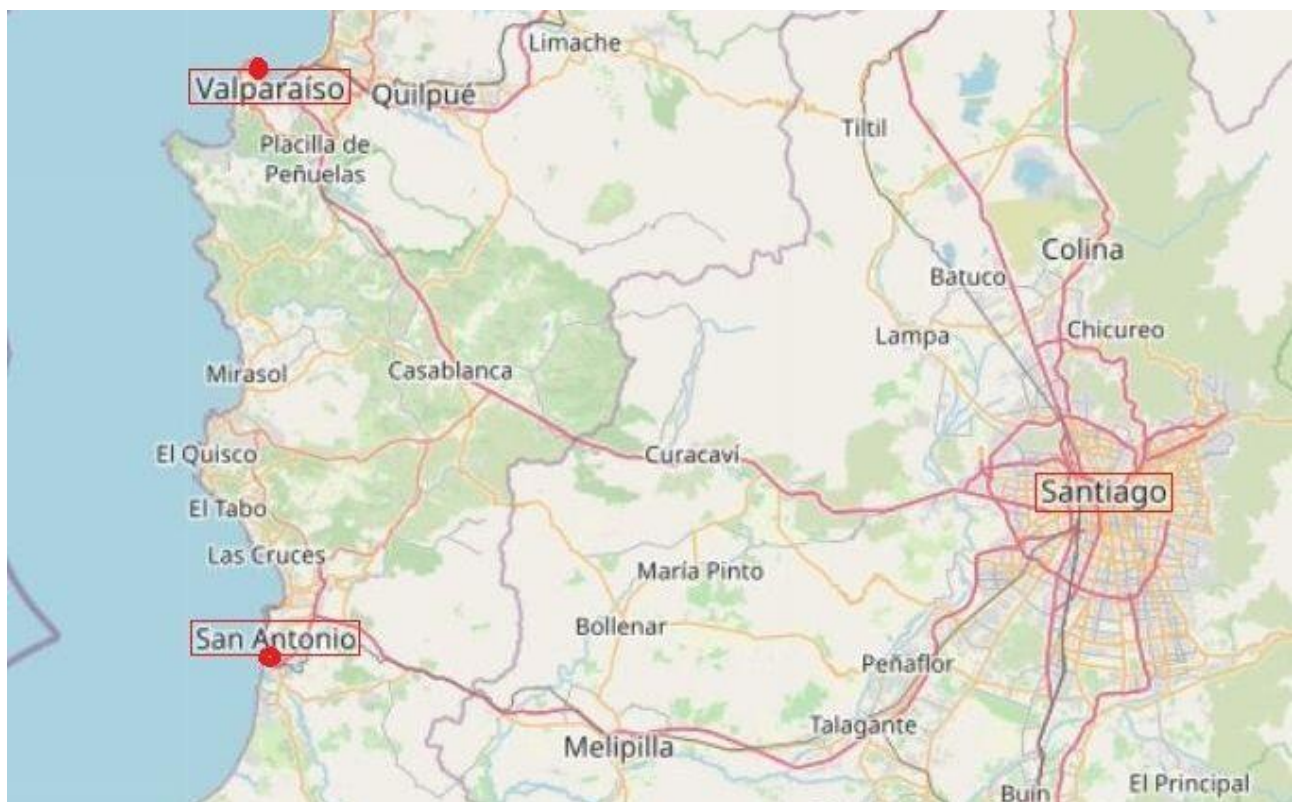 Limache
Valparaíso
Quilpué
Tiltil
Placilla de
Peñuelas
Colina
Batuco
Chicureo
Lampa
Mirasol
Casablanca
El Quisco
Curacaví
Santiago
El Tabo
Las Cruces
María Pinto
San Antonio
Bollenar
Peñaflor
Talagante
Melipilla
El Principal
Buin